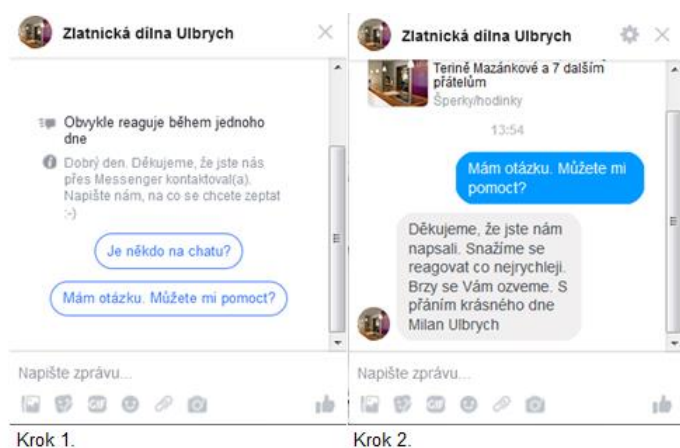 Zlatnická dílna Ulbrych
Obvykle reaguje během jednoho
dne
Dobrý den. Děkujeme, že jste nás
přes Messenger kontaktoval(a).
Napište nám, na co se chcete zeptat
:-)
Je někdo na chatu?
Mám otázku. Můžete mi pomoct?
Napište zprávu...
GIF
Krok 1.
Zlatnická dílna Ulbrych
Terině Mazánkové a 7 dalším
přátelům
Šperky/hodinky
13:54
Mám otázku. Můžete mi
pomoct?
Děkujeme, že jste nám
napsali. Snažíme se
reagovat co nejrychleji.
Brzy se Vám ozveme. S
přáním krásného dne
Milan Ulbrych
Napište zprávu...
GIF
Krok 2.